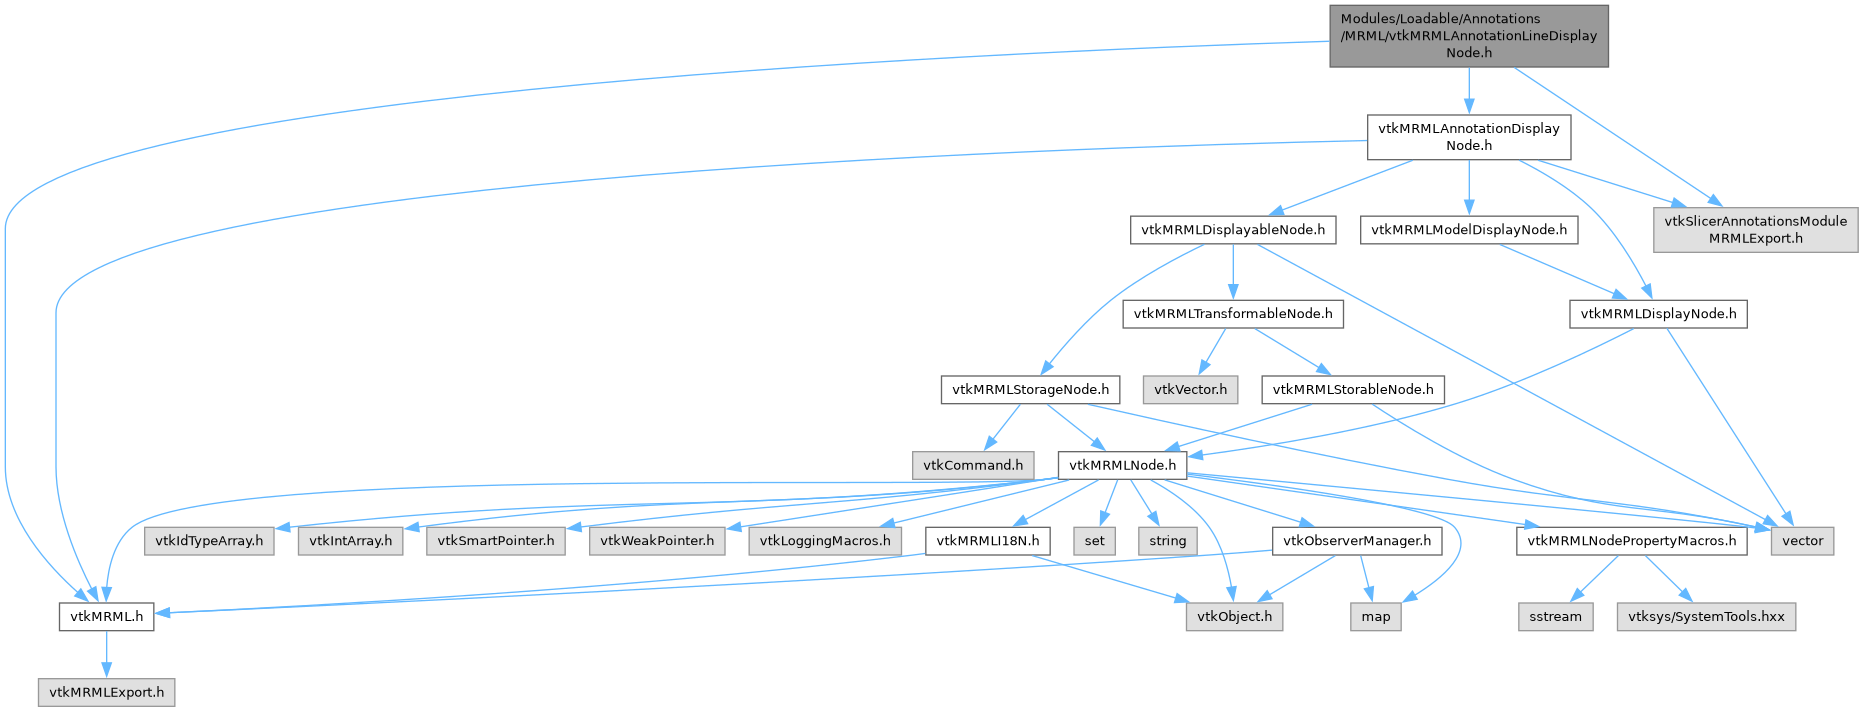 Modules/Loadable/Annotations
/MRML/vtkMRMLAnnotationLineDisplay
Node.h
vtkMRMLAnnotationDisplay
Node.h
vtkMRMLDisplayableNode.h
vtkMRMLModelDisplayNode.h
vtkSlicerAnnotationsModule
MRMLExport.h
vtkMRMLTransformableNode.h
vtkMRMLDisplayNode.h
vtkMRMLStorageNode.h
vtkVector.h
vtkMRMLStorableNode.h
vtkCommand.h
vtkMRMLNode.h
vtkIdTypeArray.h
vtkIntArray.h
vtkSmartPointer.h
vtkWeakPointer.h
vtkLoggingMacros.h
vtkMRMLI18N.h
set
string
vtkObserverManager.h
vtkMRMLNodePropertyMacros.h
vector
vtkMRML.h
vtkObject.h
map
sstream
vtksys/SystemTools.hxx
vtkMRMLExport.h